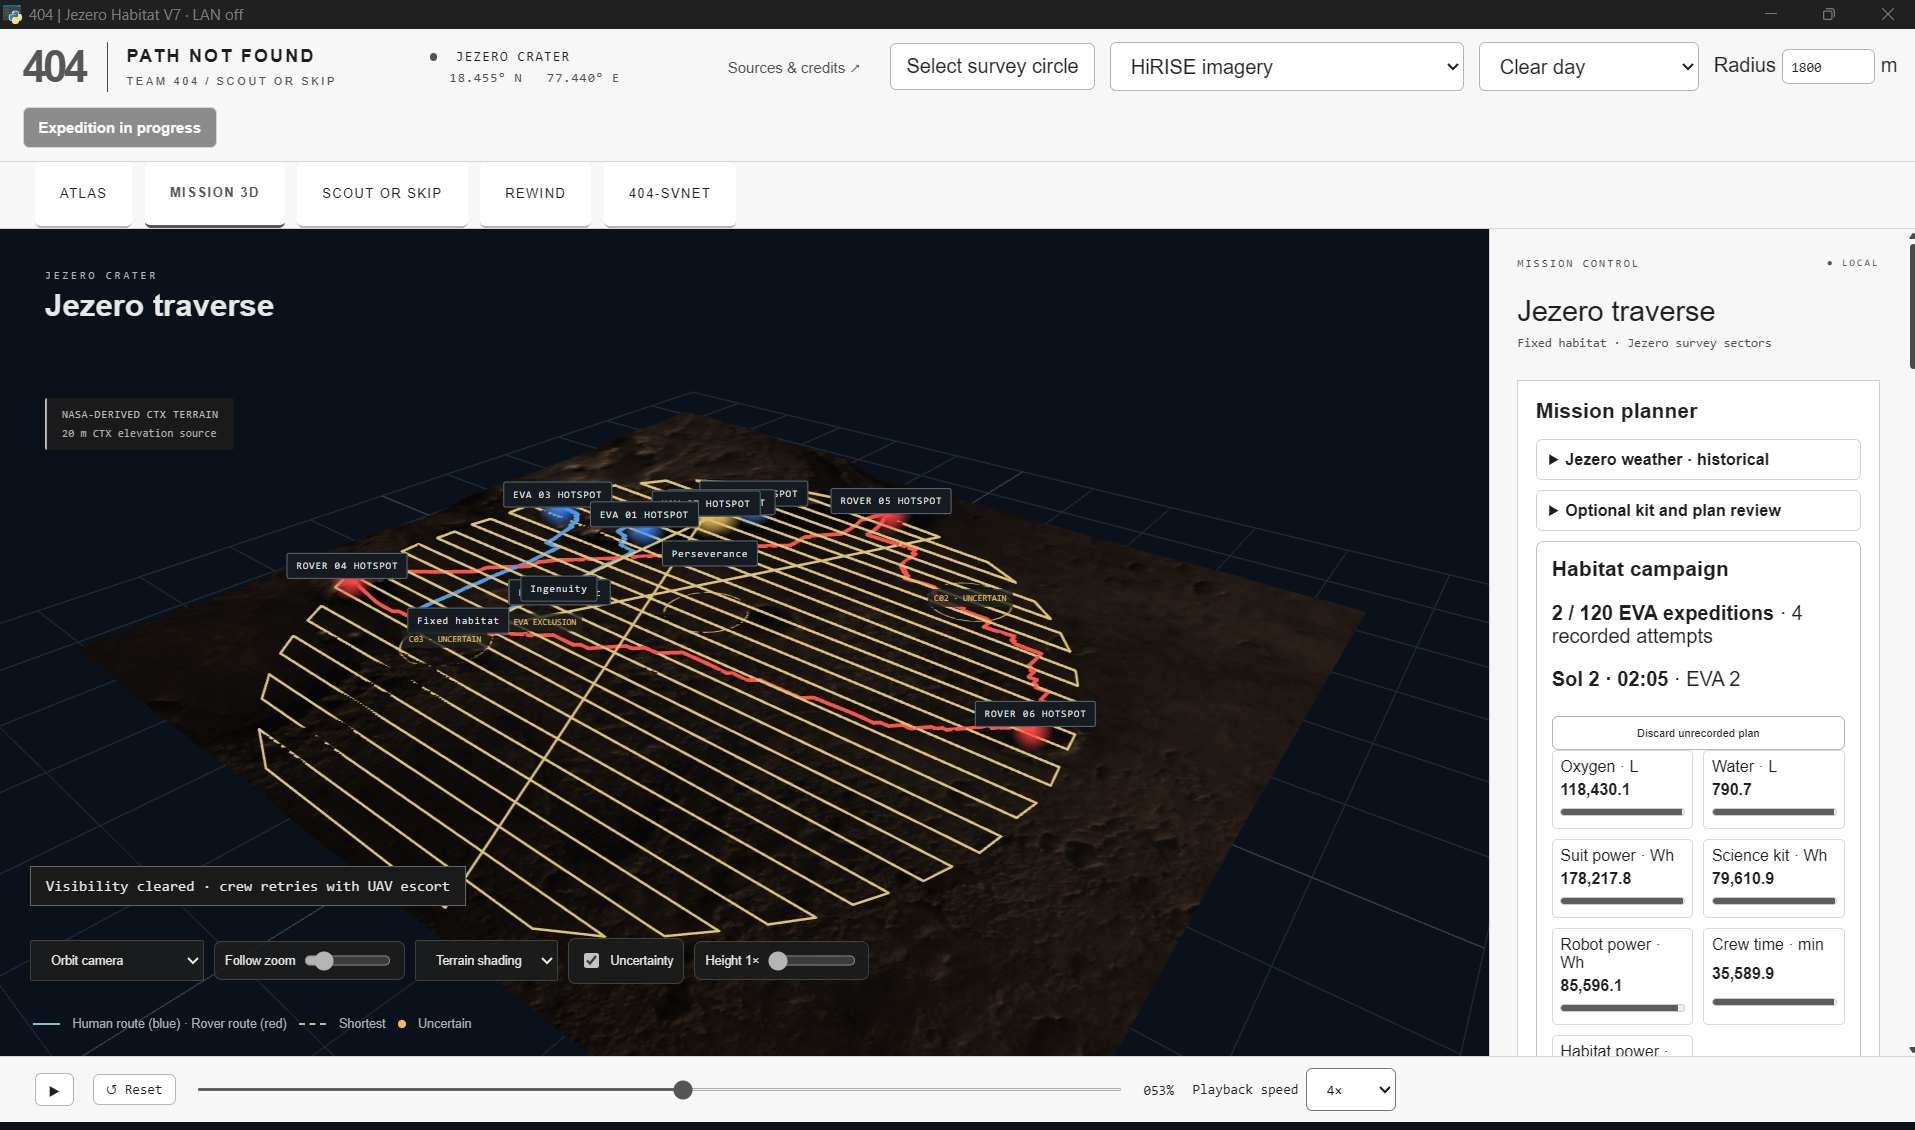 404 | Jezero Habitat V7 · LAN off
404
PATH NOT FOUND
TEAM 404 / SCOUT OR SKIP
JEZERO CRATER
18.455° N 77.440° E
Sources & credits ↗
Select survey circle
HiRISE imagery
Clear day
Radius 1800 m
Expedition in progress
ATLAS
MISSION 3D
SCOUT OR SKIP
REWIND
404-SVNET
JEZERO CRATER
Jezero traverse
NASA-DERIVED CTX TERRAIN
20 m CTX elevation source
EVA 03 HOTSPOT
EVA 01 HOTSPOT
HOTSPOT
ROVER 05 HOTSPOT
Perseverance
ROVER 04 HOTSPOT
Ingenuity
Fixed habitat
EVA EXCLUSION
C03 · UNCERTAIN
C02 · UNCERTAIN
ROVER 06 HOTSPOT
Visibility cleared · crew retries with UAV escort
Orbit camera
Follow zoom
Terrain shading
Uncertainty
Height 1×
Human route (blue) · Rover route (red)
Shortest
Uncertain
▶
↺ Reset
053%
Playback speed
4×
MISSION CONTROL
• LOCAL
Jezero traverse
Fixed habitat · Jezero survey sectors
Mission planner
▶ Jezero weather · historical
▶ Optional kit and plan review
Habitat campaign
2 / 120 EVA expeditions · 4
recorded attempts
Sol 2 · 02:05 · EVA 2
Discard unrecorded plan
Oxygen · L
118,430.1
Water · L
790.7
Suit power · Wh
178,217.8
Science kit · Wh
79,610.9
Robot power ·
Wh
85,596.1
Crew time · min
35,589.9
Habitat power ·